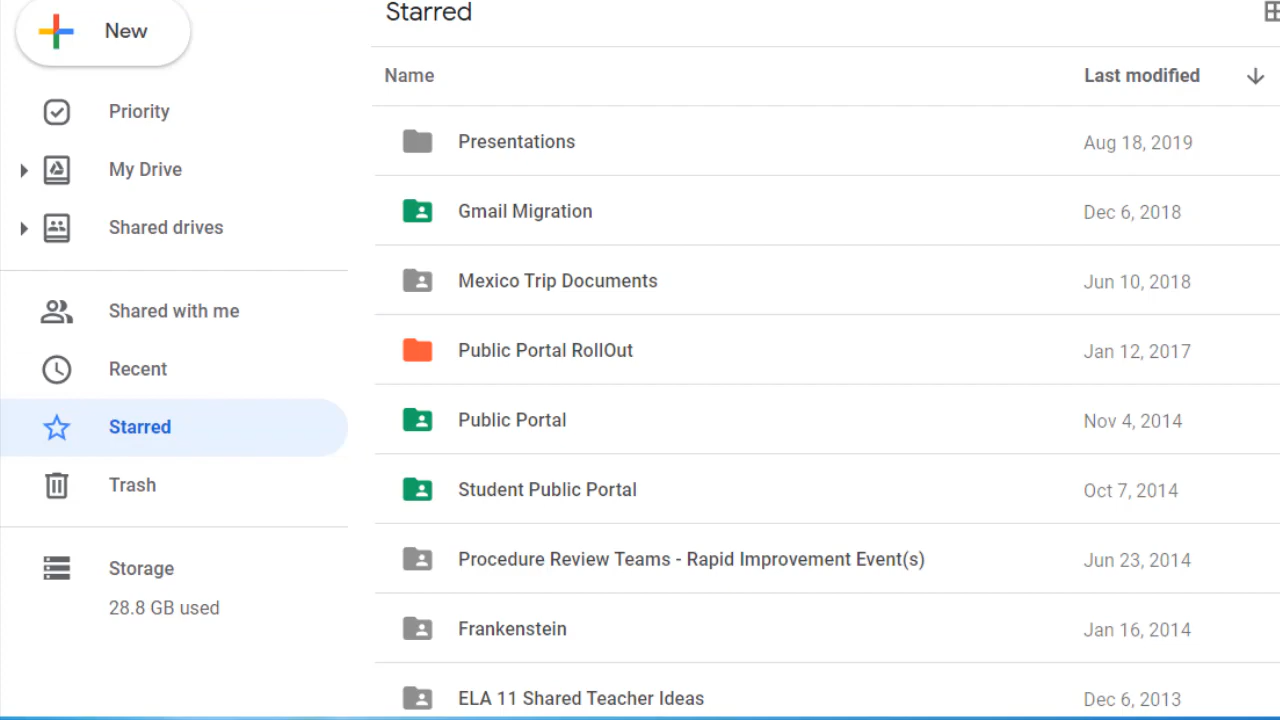 New
Priority
My Drive
Shared drives
Shared with me
Recent
Starred
Trash
Storage
28.8 GB used
Starred
Name Last modified
Presentations Aug 18, 2019
Gmail Migration Dec 6, 2018
Mexico Trip Documents Jun 10, 2018
Public Portal RollOut Jan 12, 2017
Public Portal Nov 4, 2014
Student Public Portal Oct 7, 2014
Procedure Review Teams - Rapid Improvement Event(s) Jun 23, 2014
Frankenstein Jan 16, 2014
ELA 11 Shared Teacher Ideas Dec 6, 2013